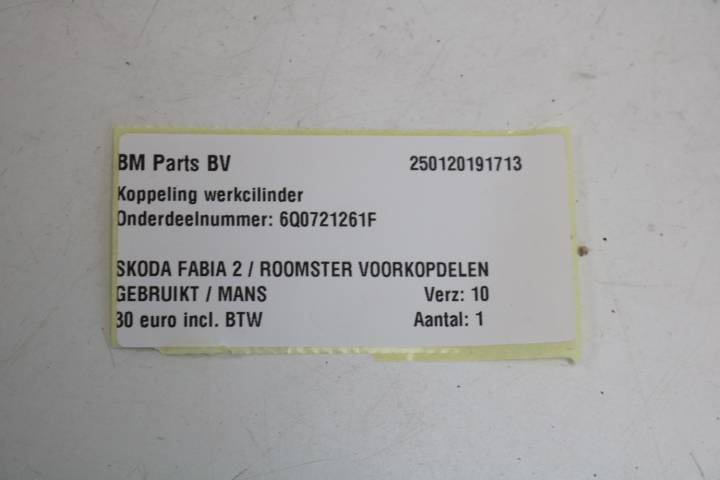 BM Parts BV 250120191713
Koppeling werkcilinder
Onderdeelnummer: 6Q0721261F
SKODA FABIA 2 / ROOMSTER VOORKOPDELEN
GEBRUIKT / MANS Verz: 10
30 euro incl. BTW Aantal: 1